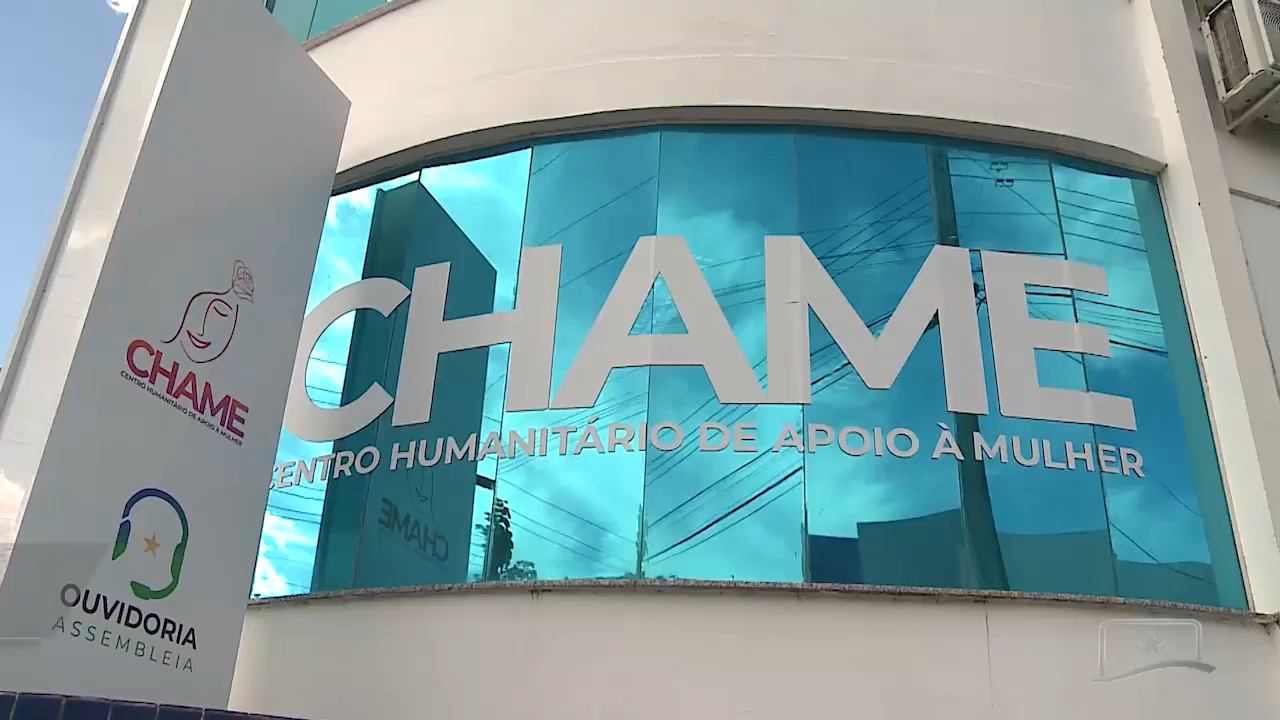 CHAME
CENTRO HUMANITÁRIO DE APOIO À MULHER
OUVIDORIA
ASSEMBLEIA
CHAME
CENTRO HUMANITÁRIO DE APOIO À MULHER
CHAME